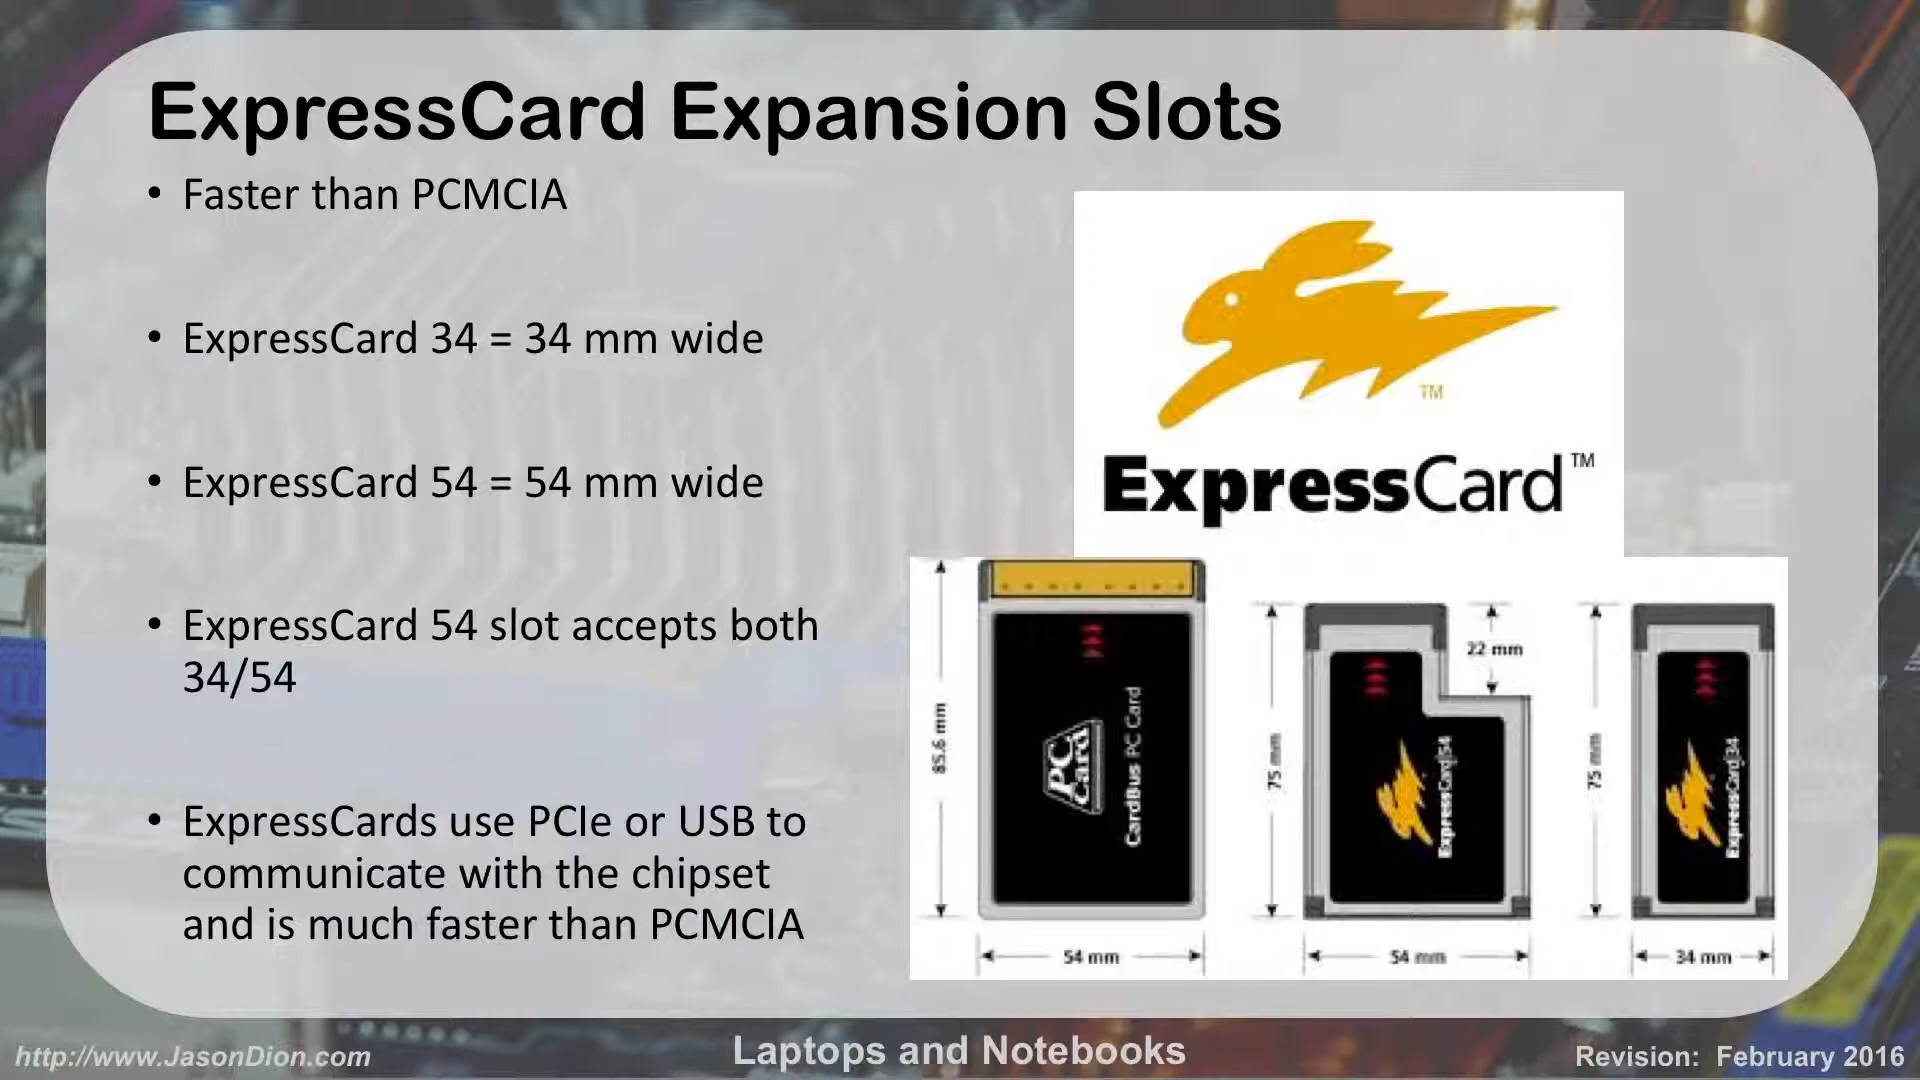 ExpressCard Expansion Slots
• Faster than PCMCIA
• ExpressCard 34 = 34 mm wide
• ExpressCard 54 = 54 mm wide
• ExpressCard 54 slot accepts both
34/54
• ExpressCards use PCIe or USB to
communicate with the chipset
and is much faster than PCMCIA
TM
ExpressCard™
85.6 mm
PC
Card
CardBus PC Card
54 mm
75 mm
22 mm
ExpressCard|54
54 mm
75 mm
ExpressCard|34
34 mm
http://www.JasonDion.com
Laptops and Notebooks
Revision: February 2016